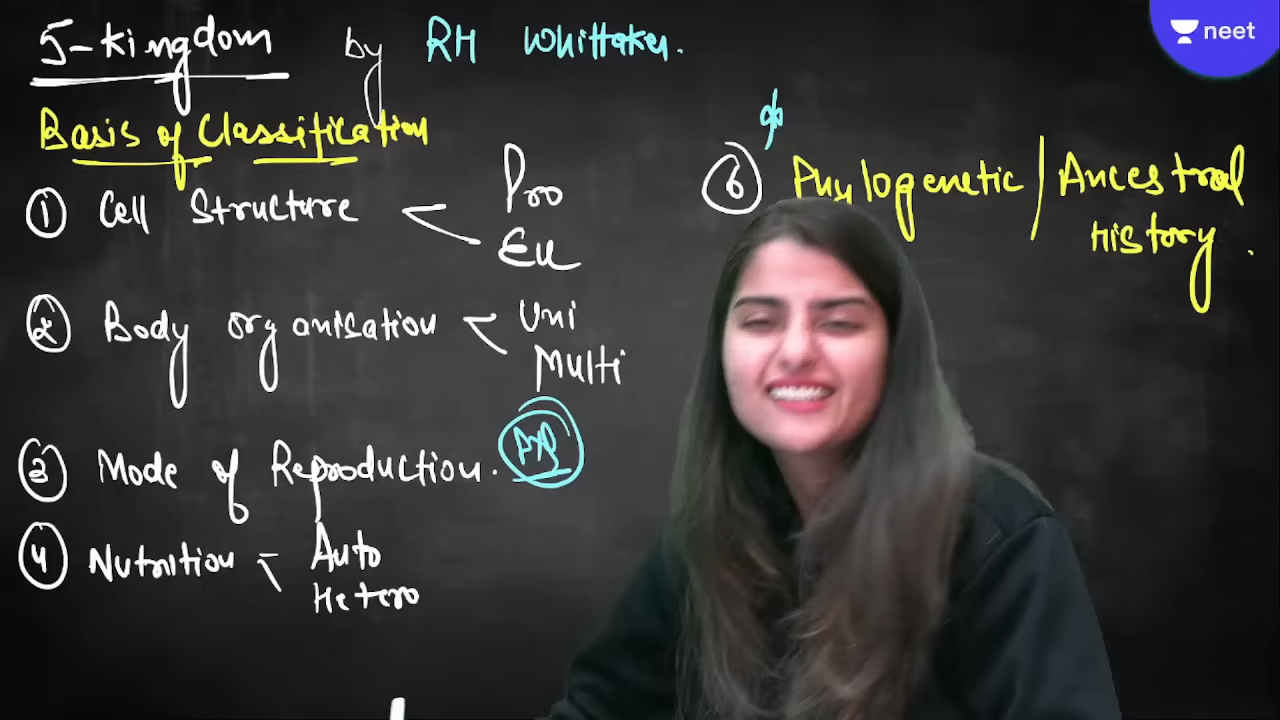 5-kingdom by RH Whittaker.
neet
Basis of Classification
① Cell Structure
Pro
Eu
② Body organisation
Uni
Multi
③ Mode of Reproduction.
④ Nutrition
Auto
Hetero
⑥ Phylogenetic / Ancestral
History.